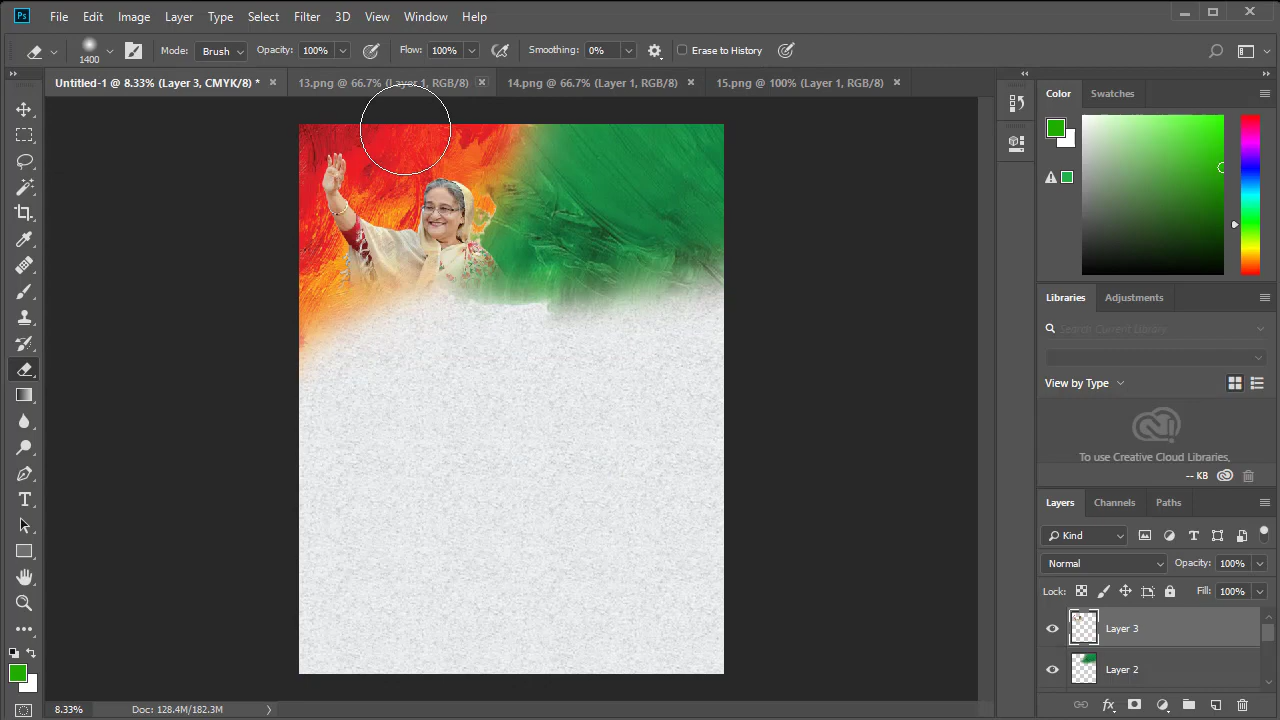 Ps File Edit Image Layer Type Select Filter 3D View Window Help
1400 Mode: Brush Opacity: 100% Flow: 100% Smoothing: 0% Erase to History
Untitled-1 @ 8.33% (Layer 3, CMYK/8) * 13.png @ 66.7% (Layer 1, RGB/8) 14.png @ 66.7% (Layer 1, RGB/8) 15.png @ 100% (Layer 1, RGB/8)
Color Swatches
Libraries Adjustments
Search Current Library
View by Type
To use Creative Cloud Libraries,
-- KB
Layers Channels Paths
Kind
Normal Opacity: 100%
Lock: Fill: 100%
Layer 3
Layer 2
8.33% Doc: 128.4M/182.3M